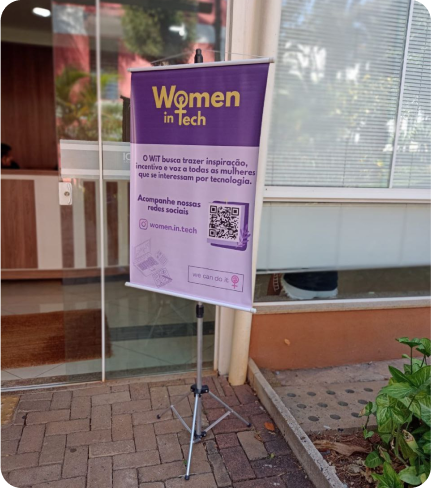 Women
in Tech
O WiT busca trazer inspiração,
incentivo e voz a todas as mulheres
que se interessam por tecnologia.
Acompanhe nossas
redes sociais
women.in.tech
we can do it